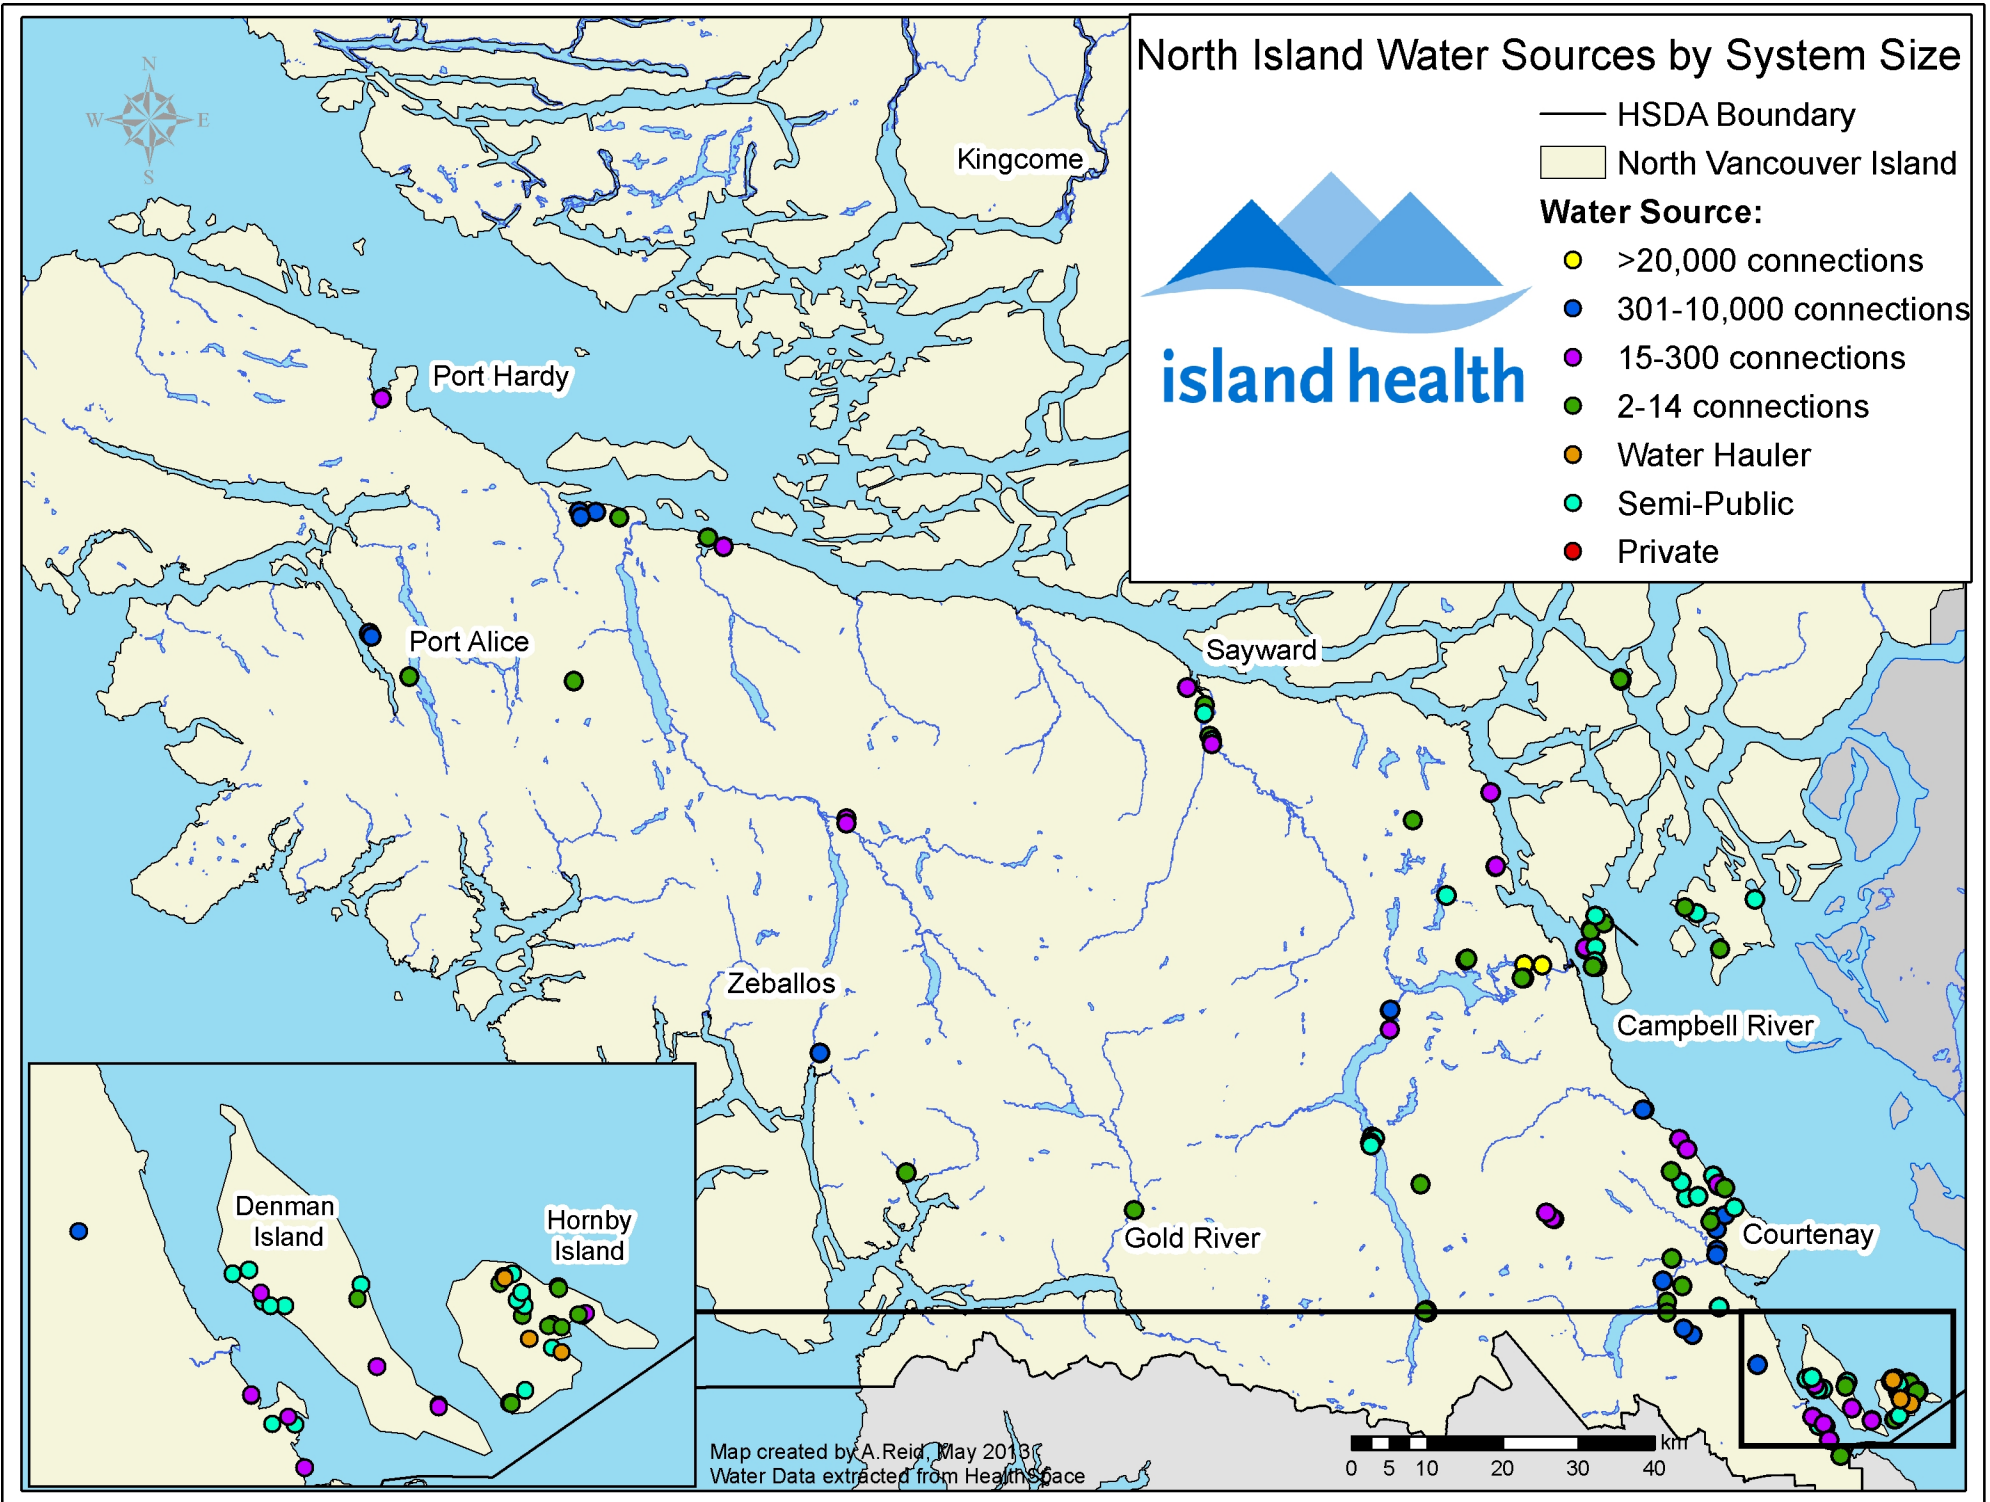 North Island Water Sources by System Size
HSDA Boundary
North Vancouver Island
Water Source:
>20,000 connections
301-10,000 connections
15-300 connections
2-14 connections
Water Hauler
Semi-Public
Private
island health
N
W
E
S
Kingcome
Port Hardy
Port Alice
Sayward
Zeballos
Campbell River
Gold River
Courtenay
Denman
Island
Hornby
Island
Map created by A.Reid, May 2013
Water Data extracted from HealthSpace
km
0 5 10 20 30 40